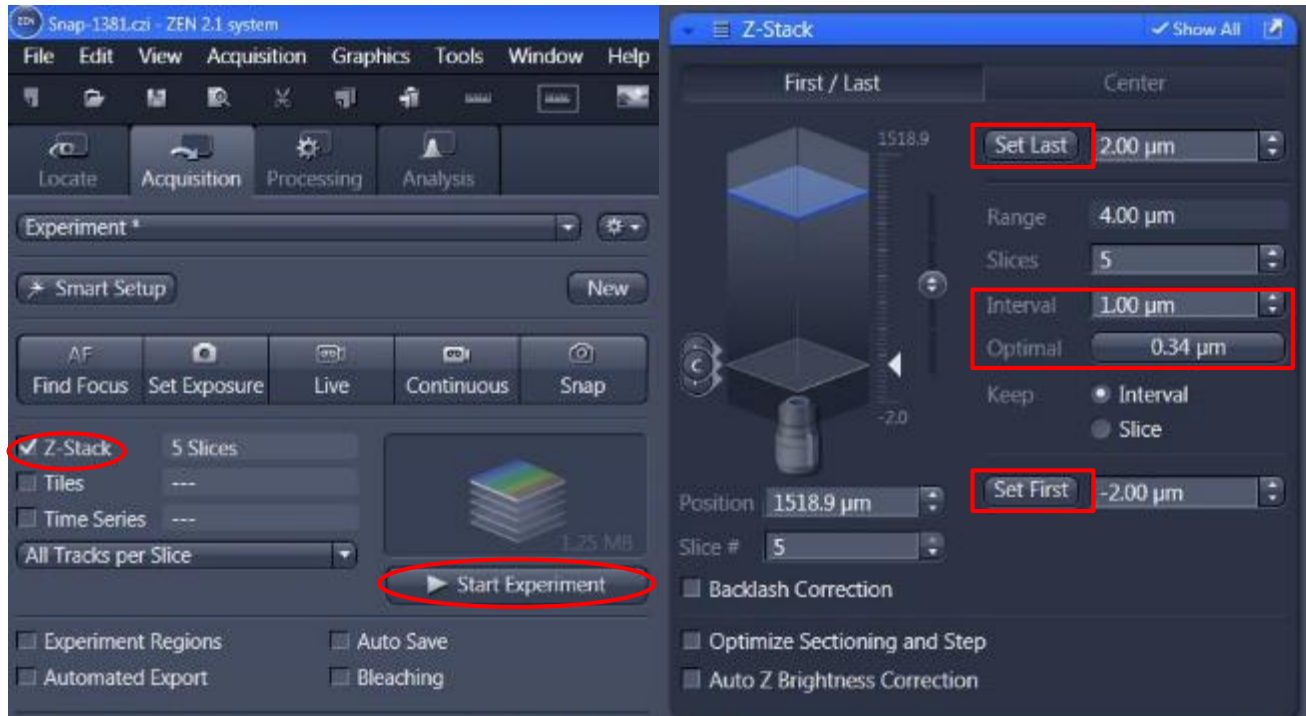 ZEN Snap-1381.czi - ZEN 2.1 system
File Edit View Acquisition Graphics Tools Window Help
Locate Acquisition Processing Analysis
Experiment *
Smart Setup New
AF
Find Focus Set Exposure Live Continuous Snap
Z-Stack 5 Slices
Tiles ---
Time Series ---
1.25 MB
All Tracks per Slice
Start Experiment
Experiment Regions Auto Save
Automated Export Bleaching
Z-Stack Show All
First / Last Center
1518.9
Set Last 2.00 µm
Range 4.00 µm
Slices 5
Interval 1.00 µm
Optimal 0.34 µm
C
Keep Interval
-2.0
Slice
Set First -2.00 µm
Position 1518.9 µm
Slice # 5
Backlash Correction
Optimize Sectioning and Step
Auto Z Brightness Correction